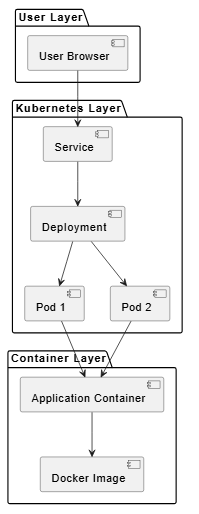 User Layer
User Browser
Kubernetes Layer
Service
Deployment
Pod 1
Pod 2
Container Layer
Application Container
Docker Image